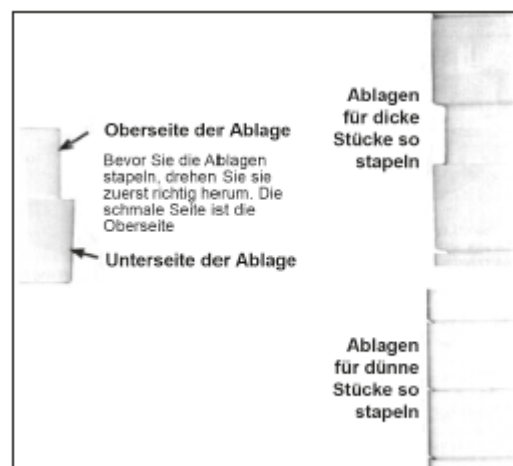 Oberseite der Ablage
Bevor Sie die Ablagen
stapeln, drehen Sie sie
zuerst richtig herum. Die
schmale Seite ist die
Oberseite
Unterseite der Ablage
Ablagen
für dicke
Stücke so
stapeln
Ablagen
für dünne
Stücke so
stapeln